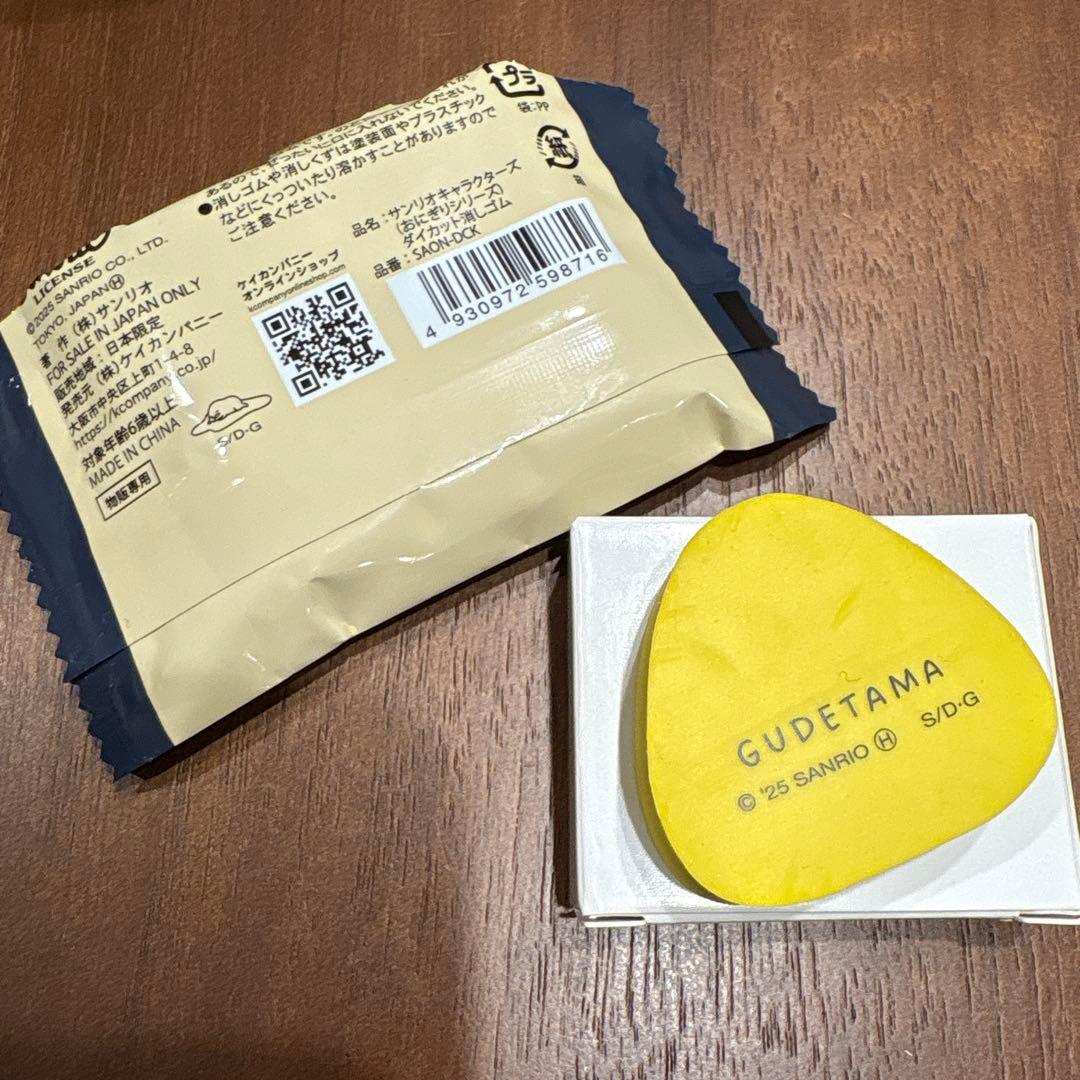 あるので、ぜったいに口に入れないでください。
●消しゴムや消しくずは塗装面やプラスチック
などにくっついたり溶かすことがありますので
ご注意ください。
プラ
袋:PP
紙
LICENSE
©2025 SANRIO CO., LTD.
TOKYO, JAPAN Ⓗ
著 作 (株)サンリオ
FOR SALE IN JAPAN ONLY
販売地域:日本限定
発売元 (株)ケイカンパニー
大阪市中央区上町1-4-8
https://kcompany.co.jp/
対象年齢6歳以上
MADE IN CHINA
物販専用
S/D·G
ケイカンパニー
オンラインショップ
kcompanyonlineshop.com
品名:サンリオキャラクターズ
(おにぎりシリーズ)
ダイカット消しゴム
品番:SAON-DCK
4 930972 598716
GUDETAMA
© '25 SANRIO Ⓗ S/D·G